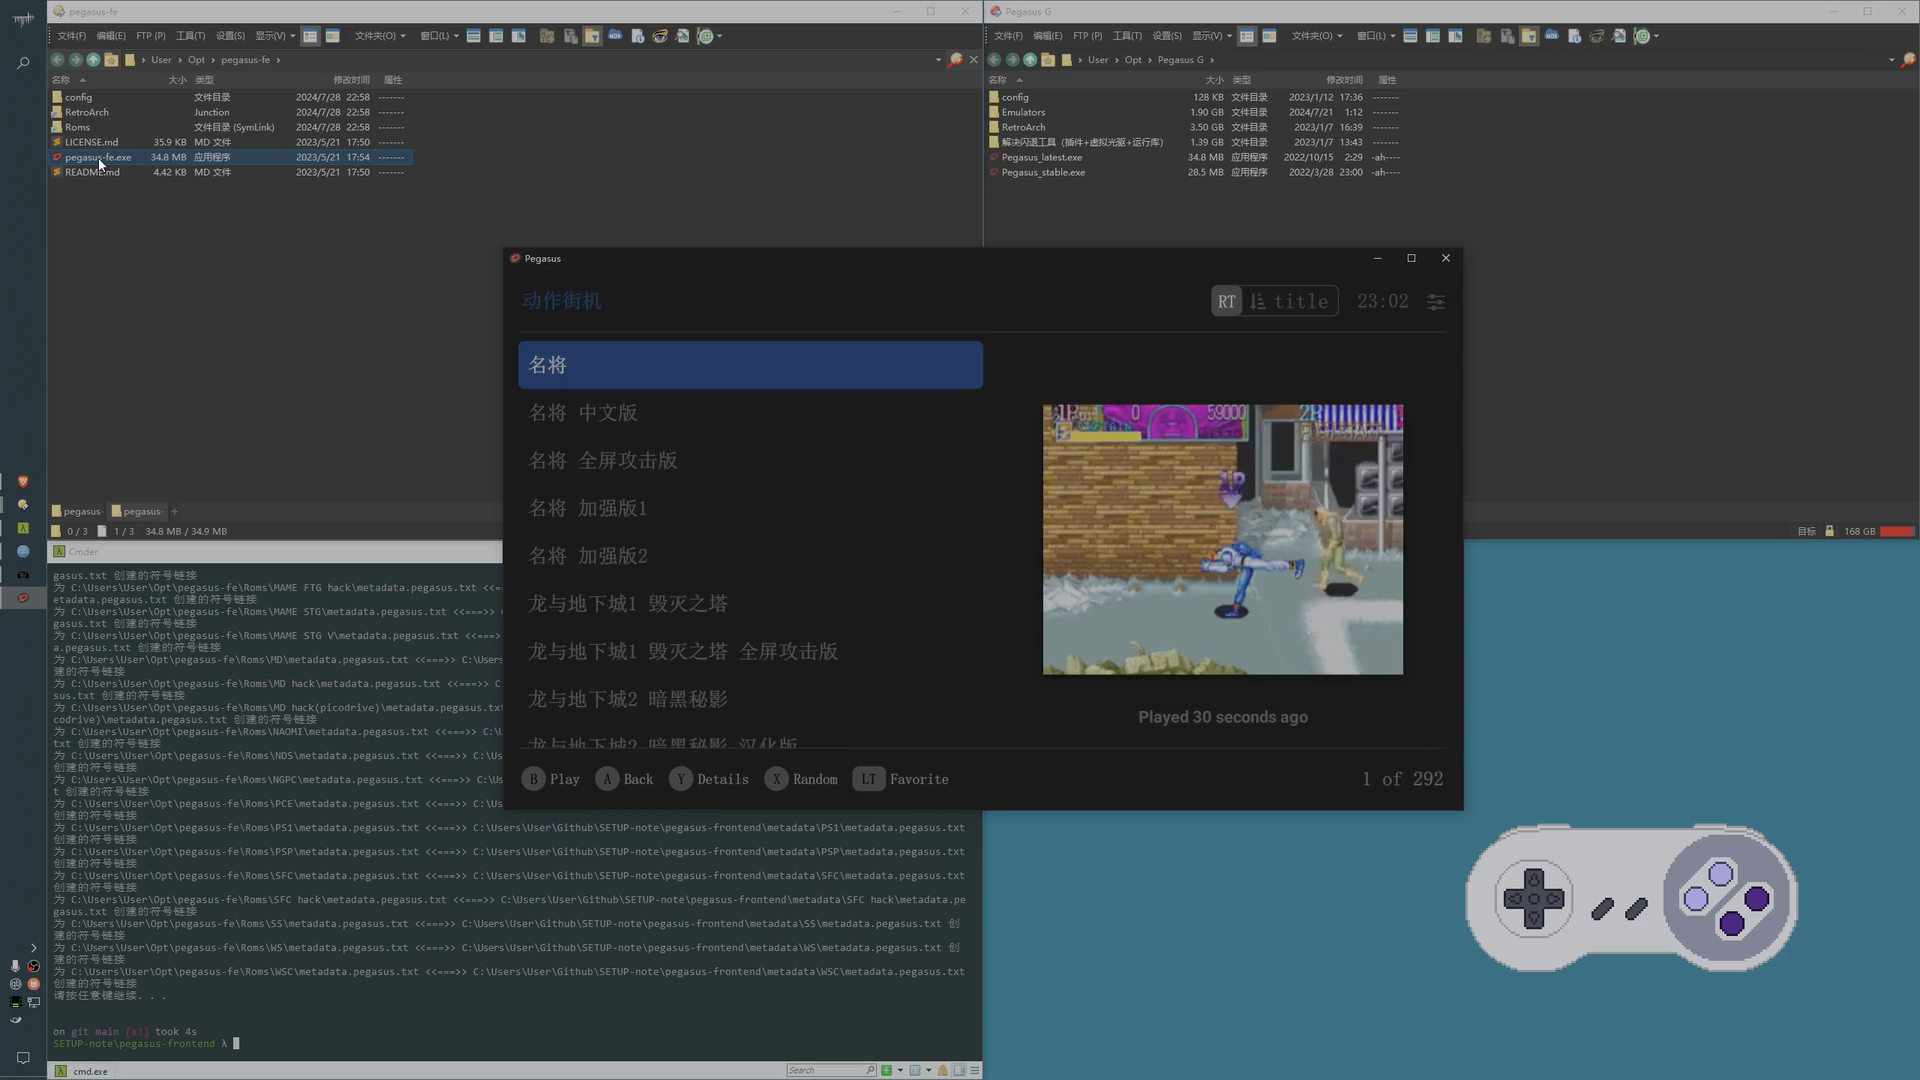 pegasus-fe
文件(F) 编辑(E) FTP (P) 工具(T) 设置(S) 显示(V) 文件夹(O) 窗口(L)
User Opt pegasus-fe
名称 大小 类型 修改时间 属性
config 文件目录 2024/7/28 22:58 -------
RetroArch Junction 2024/7/28 22:58 -------
Roms 文件目录 (SymLink) 2024/7/28 22:58 -------
LICENSE.md 35.9 KB MD 文件 2023/5/21 17:50 -------
pegasus-fe.exe 34.8 MB 应用程序 2023/5/21 17:54 -------
README.md 4.42 KB MD 文件 2023/5/21 17:50 -------
pegasus- pegasus- +
0 / 3 1 / 3 34.8 MB / 34.9 MB
Pegasus G
文件(F) 编辑(E) FTP (P) 工具(T) 设置(S) 显示(V) 文件夹(O) 窗口(L)
User Opt Pegasus G
名称 大小 类型 修改时间 属性
config 128 KB 文件目录 2023/1/12 17:36 -------
Emulators 1.90 GB 文件目录 2024/7/21 1:12 -------
RetroArch 3.50 GB 文件目录 2023/1/7 16:39 -------
解决闪退工具（插件+虚拟光驱+运行库） 1.39 GB 文件目录 2023/1/7 13:43 -------
Pegasus_latest.exe 34.8 MB 应用程序 2022/10/15 2:29 -ah----
Pegasus_stable.exe 28.5 MB 应用程序 2022/3/28 23:00 -ah----
目标 168 GB
Pegasus
动作街机
RT title 23:02
名将
名将 中文版
名将 全屏攻击版
名将 加强版1
名将 加强版2
龙与地下城1 毁灭之塔
龙与地下城1 毁灭之塔 全屏攻击版
龙与地下城2 暗黑秘影
龙与地下城2 暗黑秘影 汉化版
1P 0 59000 2P
CAPTAIN
1P
Played 30 seconds ago
B Play A Back Y Details X Random LT Favorite
1 of 292
Cmder
gasus.txt 创建的符号链接
为 C:\Users\User\Opt\pegasus-fe\Roms\MAME FTG hack\metadata.pegasus.txt <<=
etadata.pegasus.txt 创建的符号链接
为 C:\Users\User\Opt\pegasus-fe\Roms\MAME STG\metadata.pegasus.txt <<===>>
gasus.txt 创建的符号链接
为 C:\Users\User\Opt\pegasus-fe\Roms\MAME STG V\metadata.pegasus.txt <<===>
a.pegasus.txt 创建的符号链接
为 C:\Users\User\Opt\pegasus-fe\Roms\MD\metadata.pegasus.txt <<===>> C:\Users
建的符号链接
为 C:\Users\User\Opt\pegasus-fe\Roms\MD hack\metadata.pegasus.txt <<===>> C
sus.txt 创建的符号链接
为 C:\Users\User\Opt\pegasus-fe\Roms\MD hack(picodrive)\metadata.pegasus.txt
codrive)\metadata.pegasus.txt 创建的符号链接
为 C:\Users\User\Opt\pegasus-fe\Roms\NAOMI\metadata.pegasus.txt <<===>> C:\
txt 创建的符号链接
为 C:\Users\User\Opt\pegasus-fe\Roms\NDS\metadata.pegasus.txt <<===>> C:\Us
创建的符号链接
为 C:\Users\User\Opt\pegasus-fe\Roms\NGPC\metadata.pegasus.txt <<===>> C:\U
t 创建的符号链接
为 C:\Users\User\Opt\pegasus-fe\Roms\PCE\metadata.pegasus.txt <<===>> C:\Us
创建的符号链接
为 C:\Users\User\Opt\pegasus-fe\Roms\PS1\metadata.pegasus.txt <<===>> C:\Users\User\Github\SETUP-note\pegasus-frontend\metadata\PS1\metadata.pegasus.txt
创建的符号链接
为 C:\Users\User\Opt\pegasus-fe\Roms\PSP\metadata.pegasus.txt <<===>> C:\Users\User\Github\SETUP-note\pegasus-frontend\metadata\PSP\metadata.pegasus.txt
创建的符号链接
为 C:\Users\User\Opt\pegasus-fe\Roms\SFC\metadata.pegasus.txt <<===>> C:\Users\User\Github\SETUP-note\pegasus-frontend\metadata\SFC\metadata.pegasus.txt
创建的符号链接
为 C:\Users\User\Opt\pegasus-fe\Roms\SFC hack\metadata.pegasus.txt <<===>> C:\Users\User\Github\SETUP-note\pegasus-frontend\metadata\SFC hack\metadata.pe
gasus.txt 创建的符号链接
为 C:\Users\User\Opt\pegasus-fe\Roms\SS\metadata.pegasus.txt <<===>> C:\Users\User\Github\SETUP-note\pegasus-frontend\metadata\SS\metadata.pegasus.txt 创
建的符号链接
为 C:\Users\User\Opt\pegasus-fe\Roms\WS\metadata.pegasus.txt <<===>> C:\Users\User\Github\SETUP-note\pegasus-frontend\metadata\WS\metadata.pegasus.txt 创
建的符号链接
为 C:\Users\User\Opt\pegasus-fe\Roms\WSC\metadata.pegasus.txt <<===>> C:\Users\User\Github\SETUP-note\pegasus-frontend\metadata\WSC\metadata.pegasus.txt
创建的符号链接
请按任意键继续. . .
on git main [x!] took 4s
SETUP-note\pegasus-frontend λ
cmd.exe Search